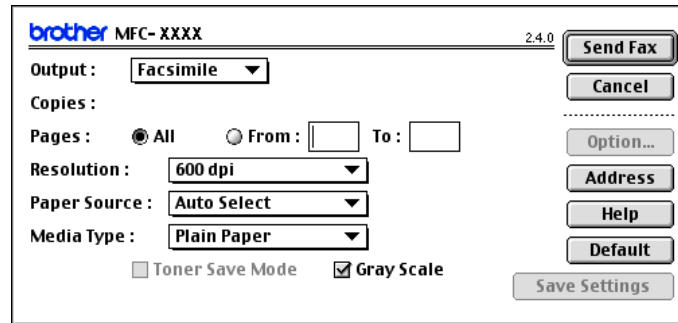 brother MFC-XXXX
2.4.0
Send Fax
Output : Facsimile
Cancel
Copies :
Pages : All From : To :
Option...
Resolution : 600 dpi
Address
Paper Source : Auto Select
Help
Media Type : Plain Paper
Default
Toner Save Mode Gray Scale
Save Settings